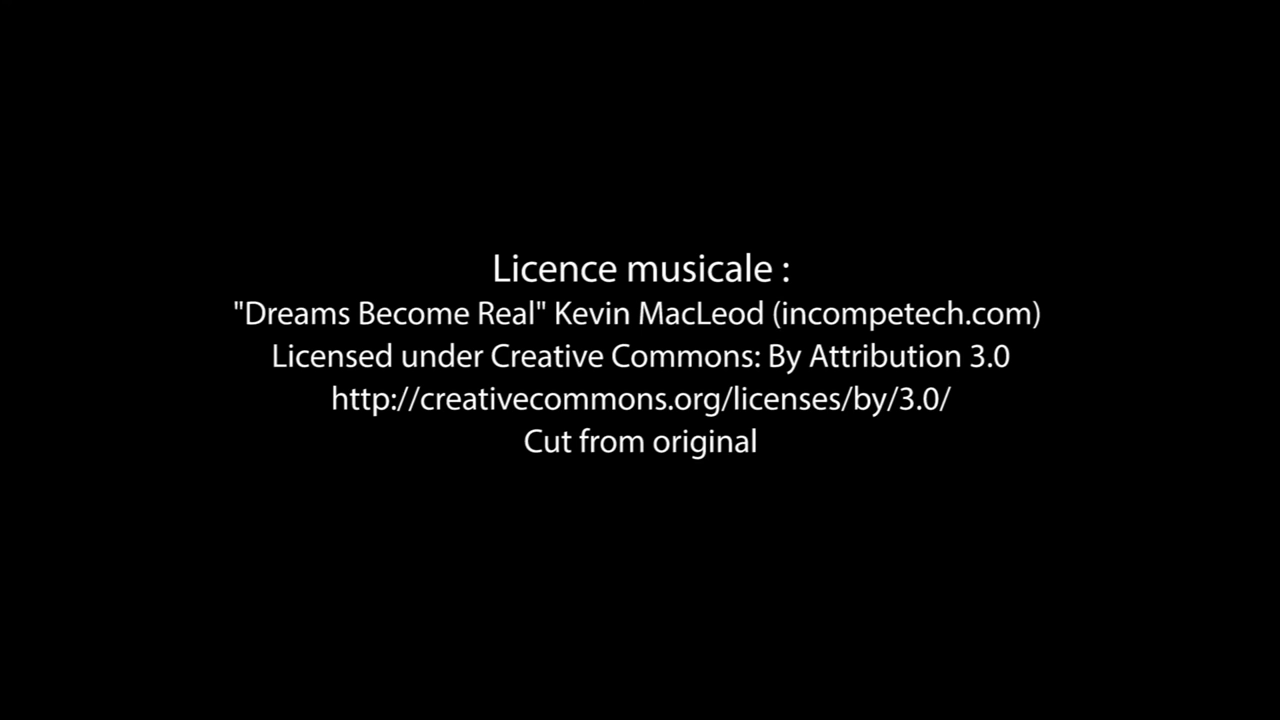 Licence musicale :
"Dreams Become Real" Kevin MacLeod (incompetech.com)
Licensed under Creative Commons: By Attribution 3.0
http://creativecommons.org/licenses/by/3.0/
Cut from original